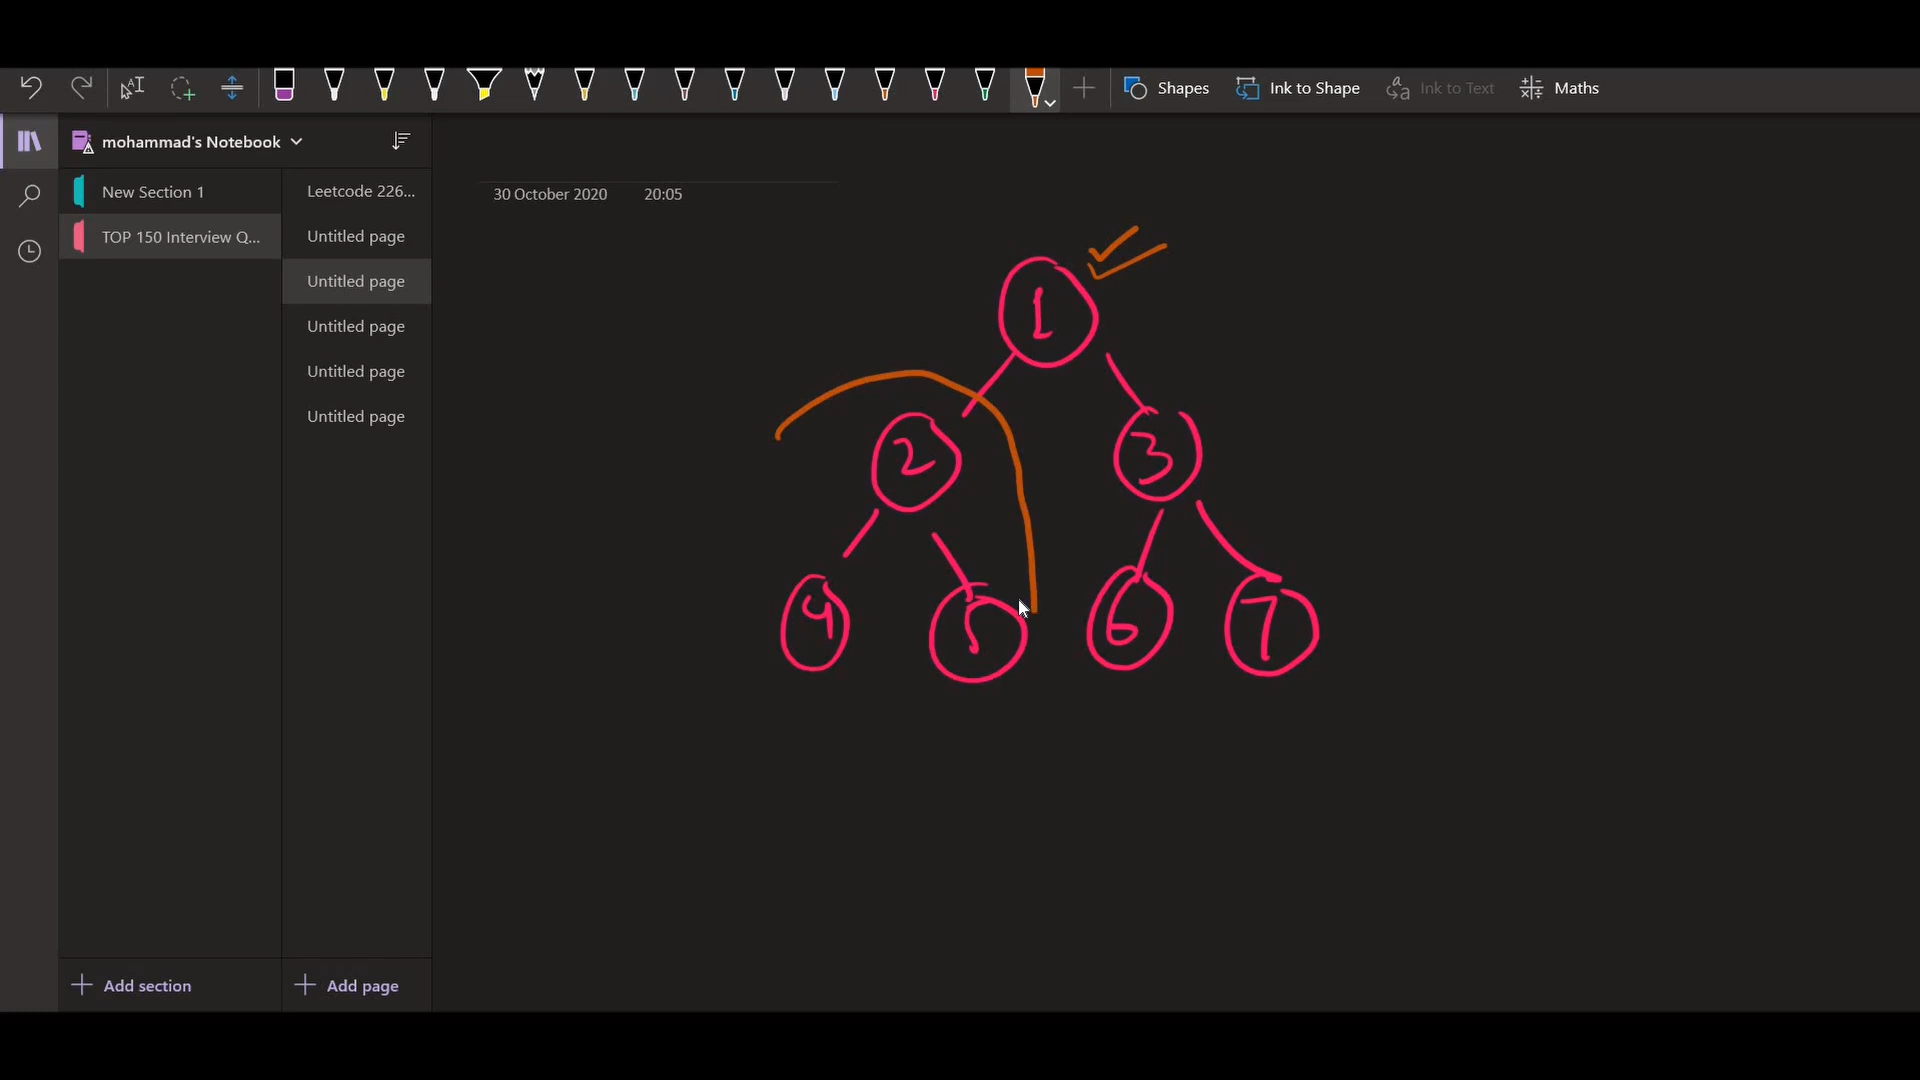 Shapes
Ink to Shape
Ink to Text
Maths
mohammad's Notebook
New Section 1
TOP 150 Interview Q...
Leetcode 226...
Untitled page
Untitled page
Untitled page
Untitled page
Untitled page
30 October 2020 20:05
1
2 3
4 5 6 7
Add section
Add page